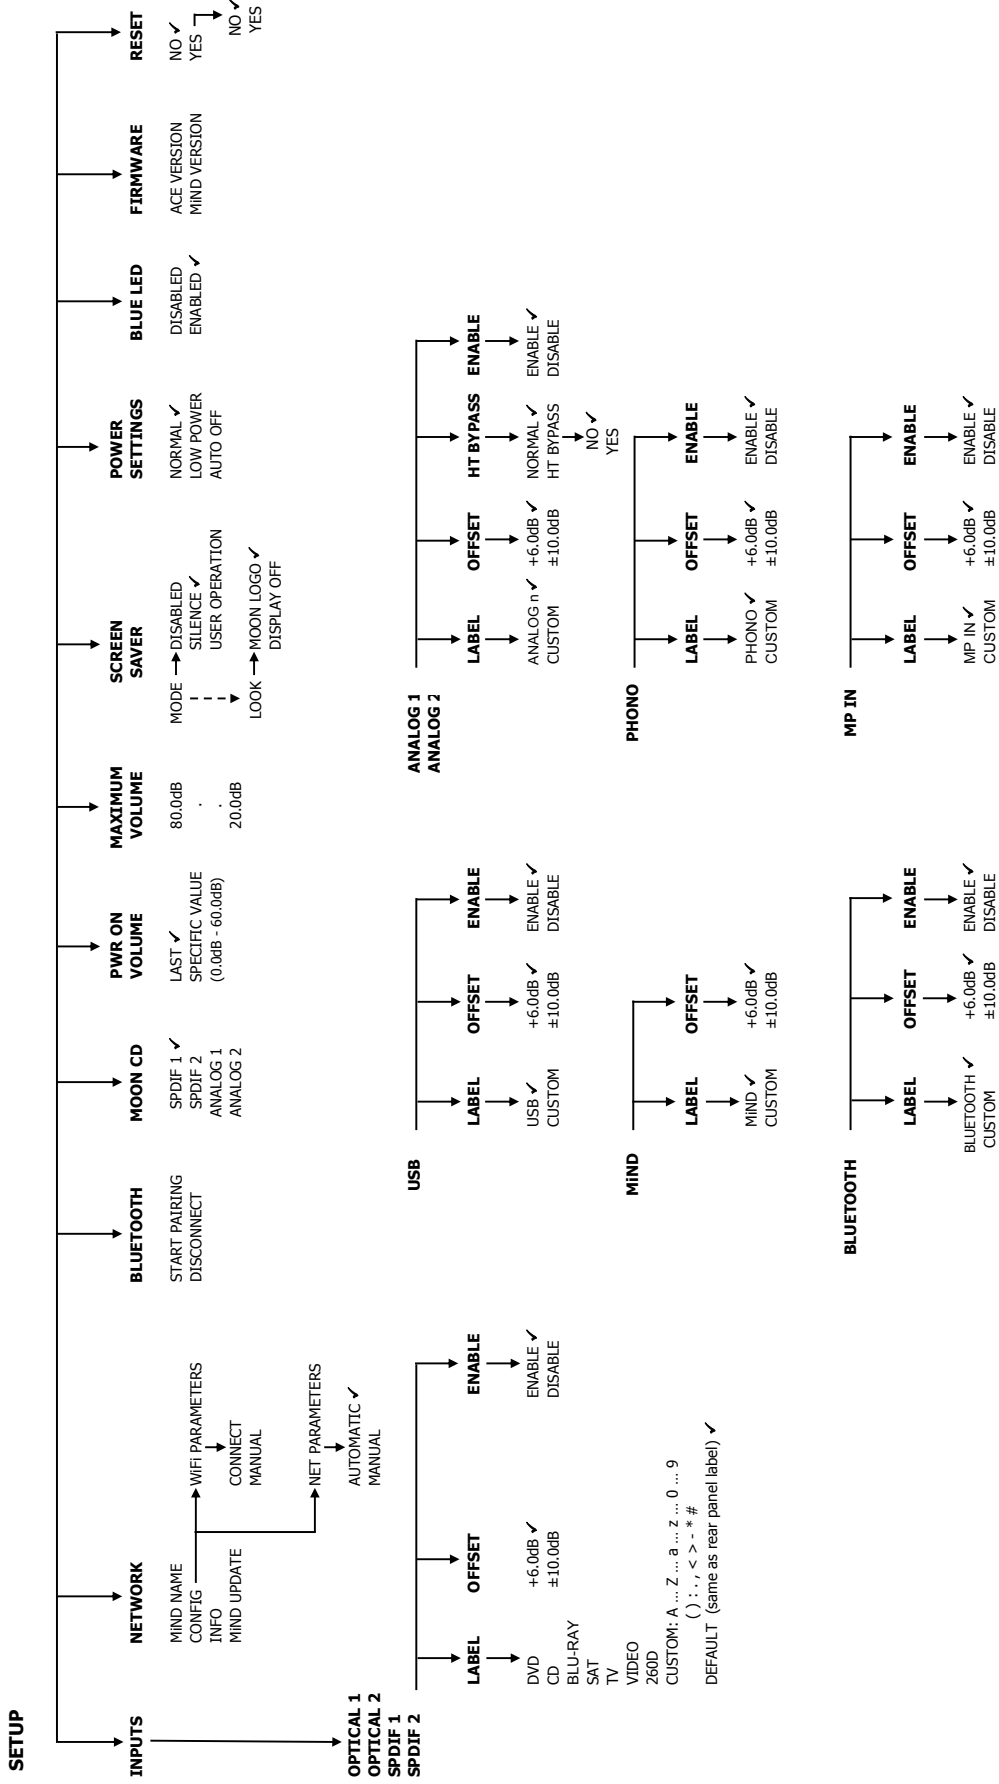 SETUP
INPUTS
NETWORK
MiND NAME
CONFIG
INFO
MiND UPDATE
WiFi PARAMETERS
CONNECT
MANUAL
NET PARAMETERS
AUTOMATIC ✓
MANUAL
BLUETOOTH
START PAIRING
DISCONNECT
MOON CD
SPDIF 1 ✓
SPDIF 2
ANALOG 1
ANALOG 2
PWR ON
VOLUME
LAST ✓
SPECIFIC VALUE
(0.0dB - 60.0dB)
MAXIMUM
VOLUME
80.0dB
.
.
20.0dB
SCREEN
SAVER
MODE
DISABLED
SILENCE ✓
USER OPERATION
LOOK
MOON LOGO ✓
DISPLAY OFF
POWER
SETTINGS
NORMAL ✓
LOW POWER
AUTO OFF
BLUE LED
DISABLED
ENABLED ✓
FIRMWARE
ACE VERSION
MiND VERSION
RESET
NO ✓
YES
NO ✓
YES
OPTICAL 1
OPTICAL 2
SPDIF 1
SPDIF 2
LABEL
DVD
CD
BLU-RAY
SAT
TV
VIDEO
260D
CUSTOM: A ... Z ... a ... z ... 0 ... 9
( ) : . , < > - * #
DEFAULT (same as rear panel label) ✓
OFFSET
+6.0dB ✓
±10.0dB
ENABLE
ENABLE ✓
DISABLE
USB
LABEL
USB ✓
CUSTOM
OFFSET
+6.0dB ✓
±10.0dB
ENABLE
ENABLE ✓
DISABLE
ANALOG 1
ANALOG 2
LABEL
ANALOG n ✓
CUSTOM
OFFSET
+6.0dB ✓
±10.0dB
HT BYPASS
NORMAL ✓
HT BYPASS
NO ✓
YES
ENABLE
ENABLE ✓
DISABLE
MiND
LABEL
MiND ✓
CUSTOM
OFFSET
+6.0dB ✓
±10.0dB
PHONO
LABEL
PHONO ✓
CUSTOM
OFFSET
+6.0dB ✓
±10.0dB
ENABLE
ENABLE ✓
DISABLE
BLUETOOTH
LABEL
BLUETOOTH ✓
CUSTOM
OFFSET
+6.0dB ✓
±10.0dB
ENABLE
ENABLE ✓
DISABLE
MP IN
LABEL
MP IN ✓
CUSTOM
OFFSET
+6.0dB ✓
±10.0dB
ENABLE
ENABLE ✓
DISABLE